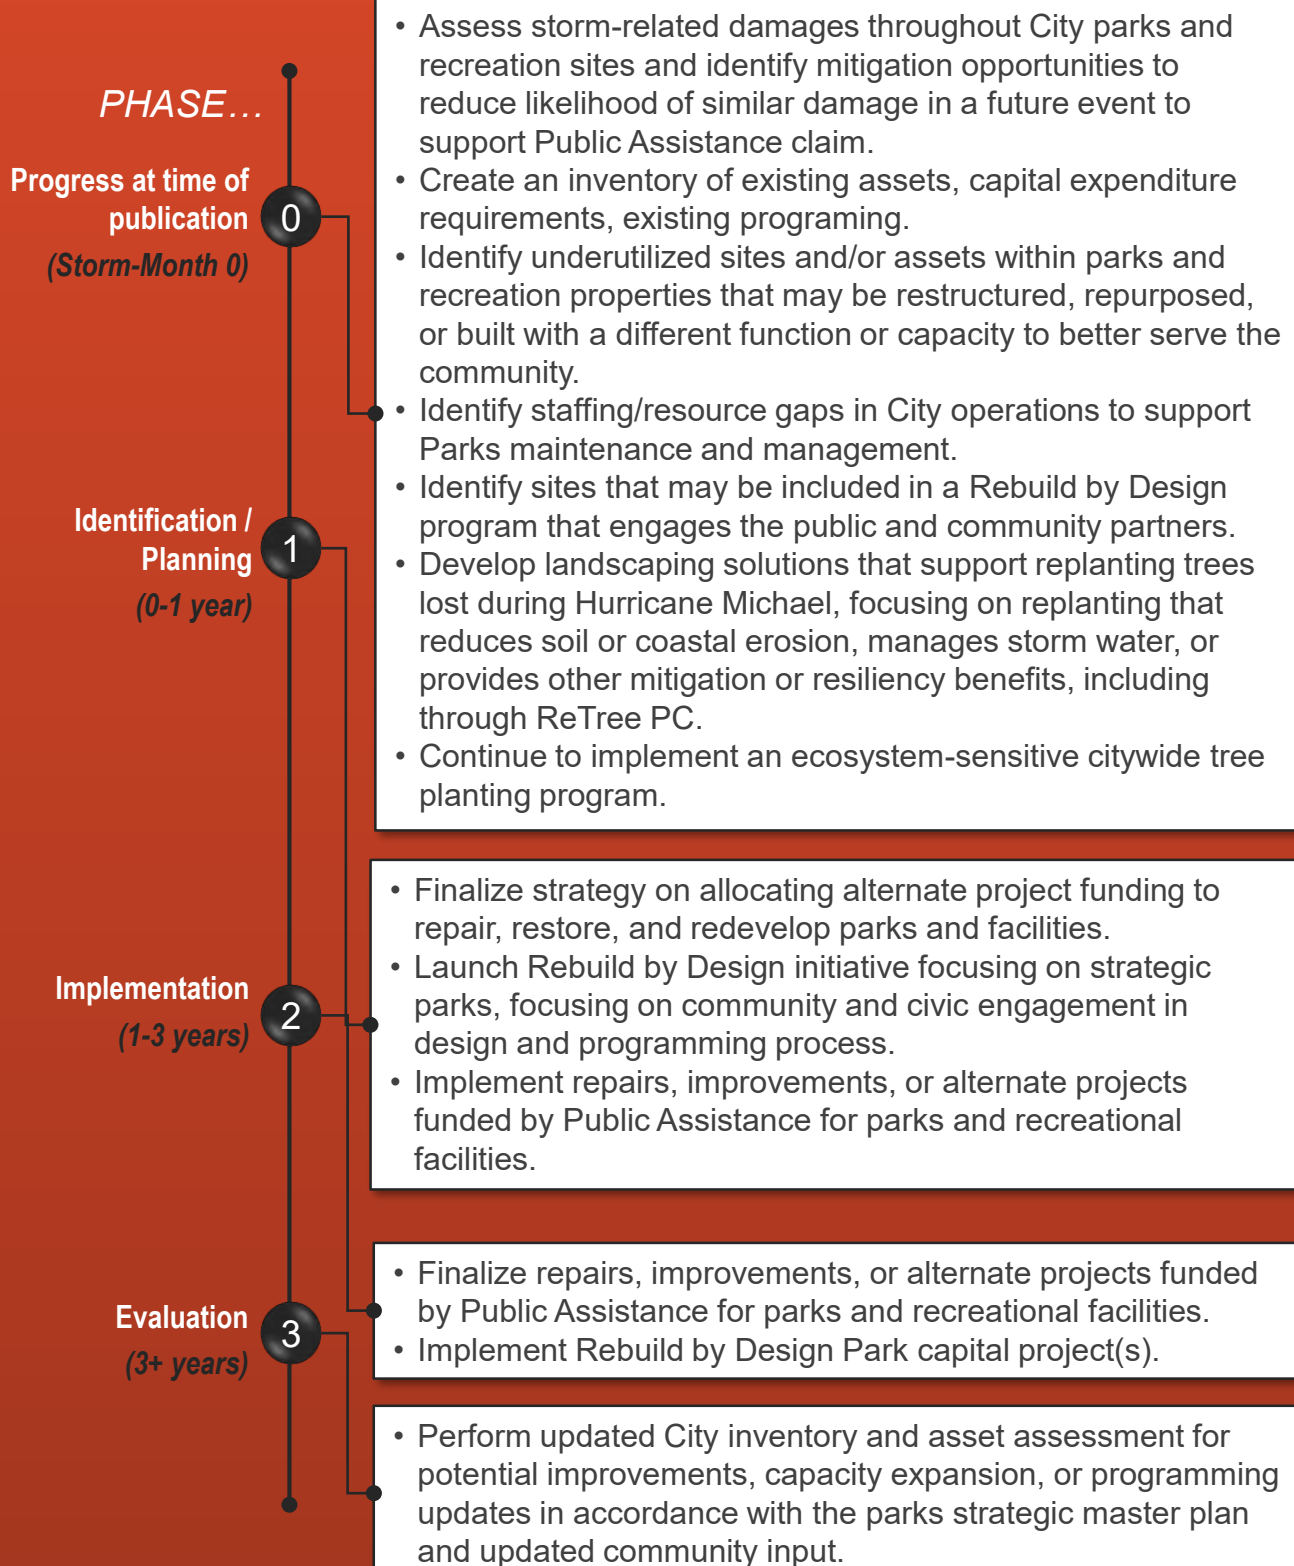 PHASE…
Progress at time of
publication
(Storm-Month 0)
0
• Assess storm-related damages throughout City parks and
recreation sites and identify mitigation opportunities to
reduce likelihood of similar damage in a future event to
support Public Assistance claim.
• Create an inventory of existing assets, capital expenditure
requirements, existing programing.
• Identify underutilized sites and/or assets within parks and
recreation properties that may be restructured, repurposed,
or built with a different function or capacity to better serve the
community.
• Identify staffing/resource gaps in City operations to support
Parks maintenance and management.
• Identify sites that may be included in a Rebuild by Design
program that engages the public and community partners.
• Develop landscaping solutions that support replanting trees
lost during Hurricane Michael, focusing on replanting that
reduces soil or coastal erosion, manages storm water, or
provides other mitigation or resiliency benefits, including
through ReTree PC.
• Continue to implement an ecosystem-sensitive citywide tree
planting program.
Identification /
Planning
(0-1 year)
1
• Finalize strategy on allocating alternate project funding to
repair, restore, and redevelop parks and facilities.
• Launch Rebuild by Design initiative focusing on strategic
parks, focusing on community and civic engagement in
design and programming process.
• Implement repairs, improvements, or alternate projects
funded by Public Assistance for parks and recreational
facilities.
Implementation
(1-3 years)
2
• Finalize repairs, improvements, or alternate projects funded
by Public Assistance for parks and recreational facilities.
• Implement Rebuild by Design Park capital project(s).
Evaluation
(3+ years)
3
• Perform updated City inventory and asset assessment for
potential improvements, capacity expansion, or programming
updates in accordance with the parks strategic master plan
and updated community input.